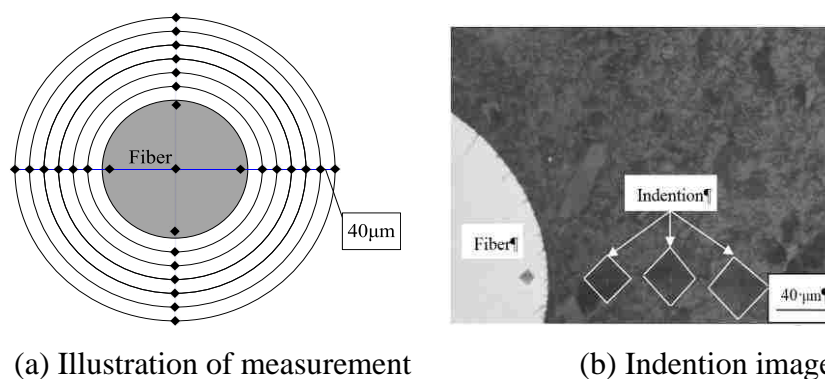 Fiber
40μm
Indention¶
Fiber¶
40·μm¶
(a) Illustration of measurement
(b) Indention image